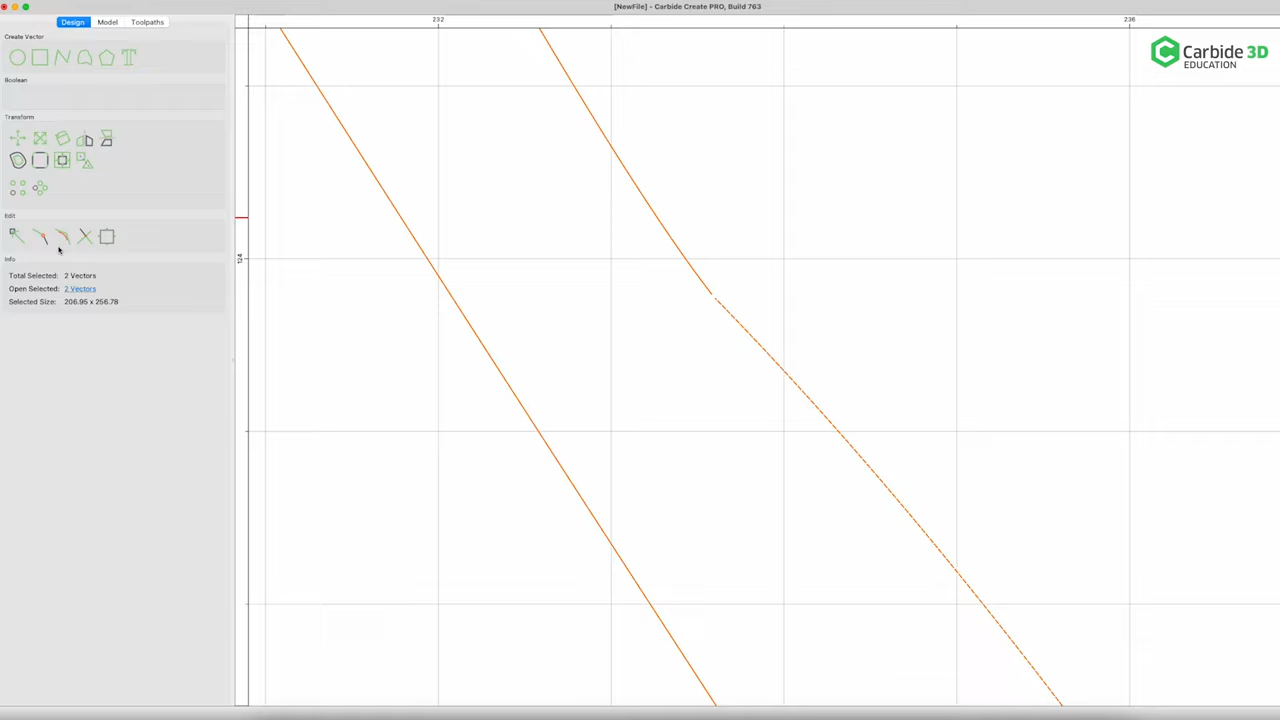 [NewFile] - Carbide Create PRO, Build 763
Design Model Toolpaths
Create Vector
Boolean
Transform
Edit
Info
Total Selected: 2 Vectors
Open Selected: 2 Vectors
Selected Size: 206.95 x 256.78
232
236
124
Carbide 3D
EDUCATION